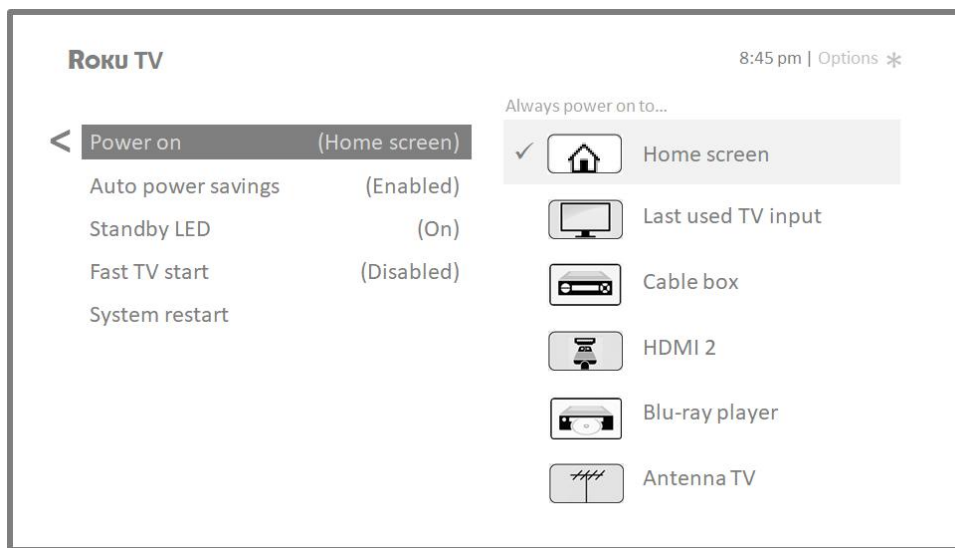 Roku TV
8:45 pm | Options *
Always power on to...
< Power on (Home screen)
Auto power savings (Enabled)
Standby LED (On)
Fast TV start (Disabled)
System restart
✓ Home screen
Last used TV input
Cable box
HDMI 2
Blu-ray player
Antenna TV